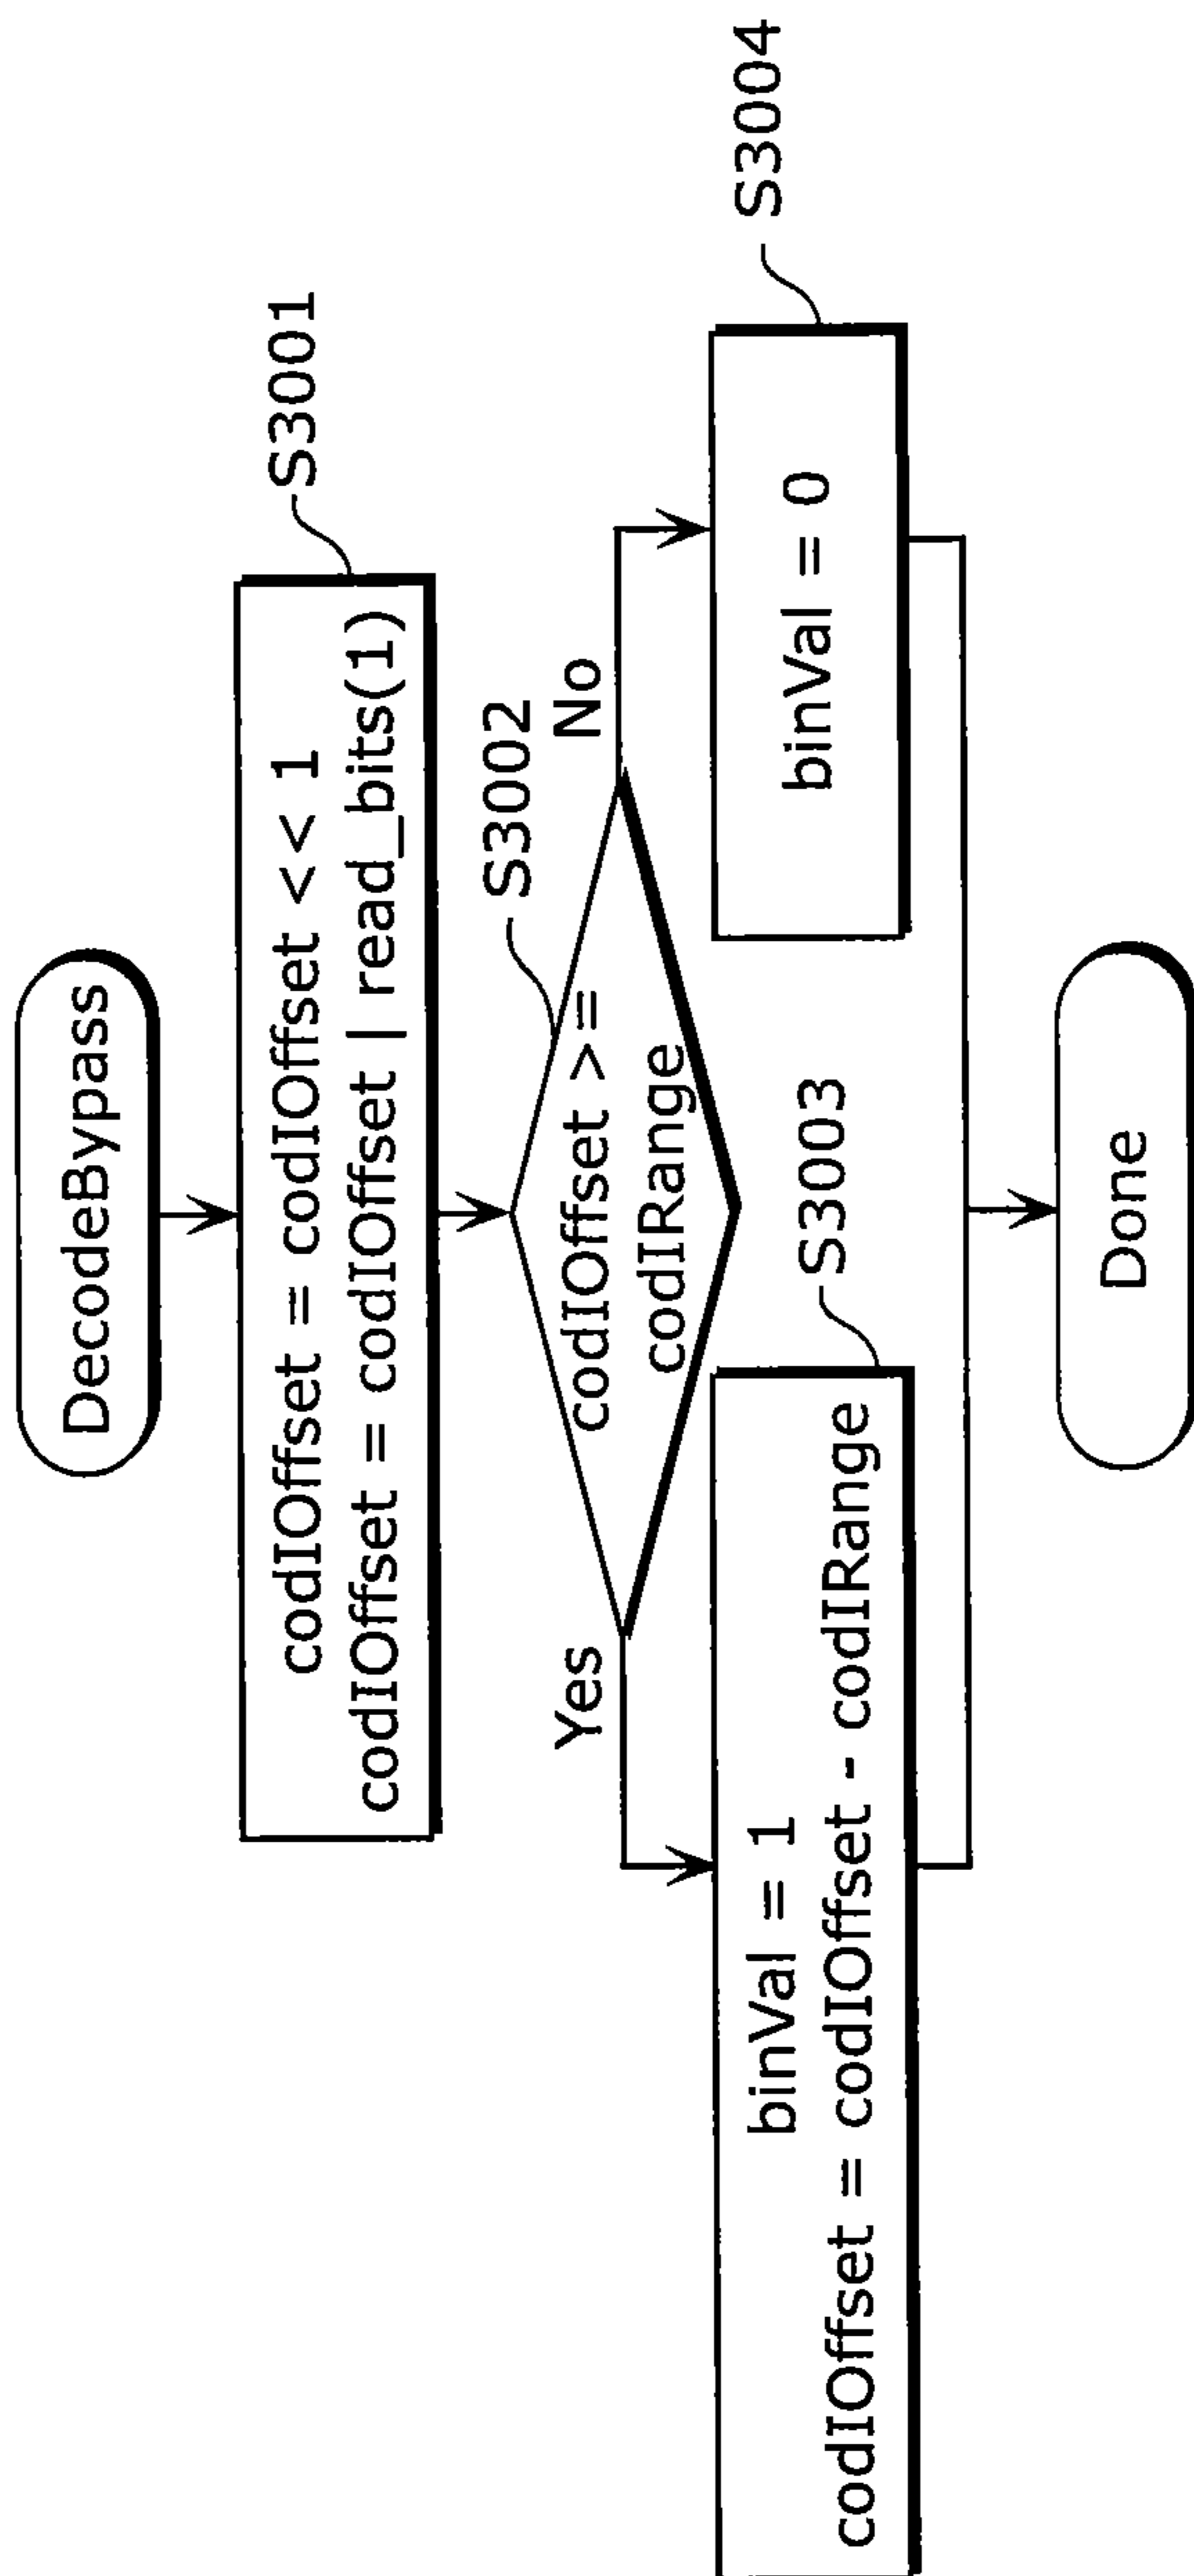 DecodeBypass
S3001
codIOffset = codIOffset << 1
codIOffset = codIOffset | read_bits(1)
S3002
codIOffset >=
codIRange
Yes
No
S3003
binVal = 1
codIOffset = codIOffset - codIRange
S3004
binVal = 0
Done